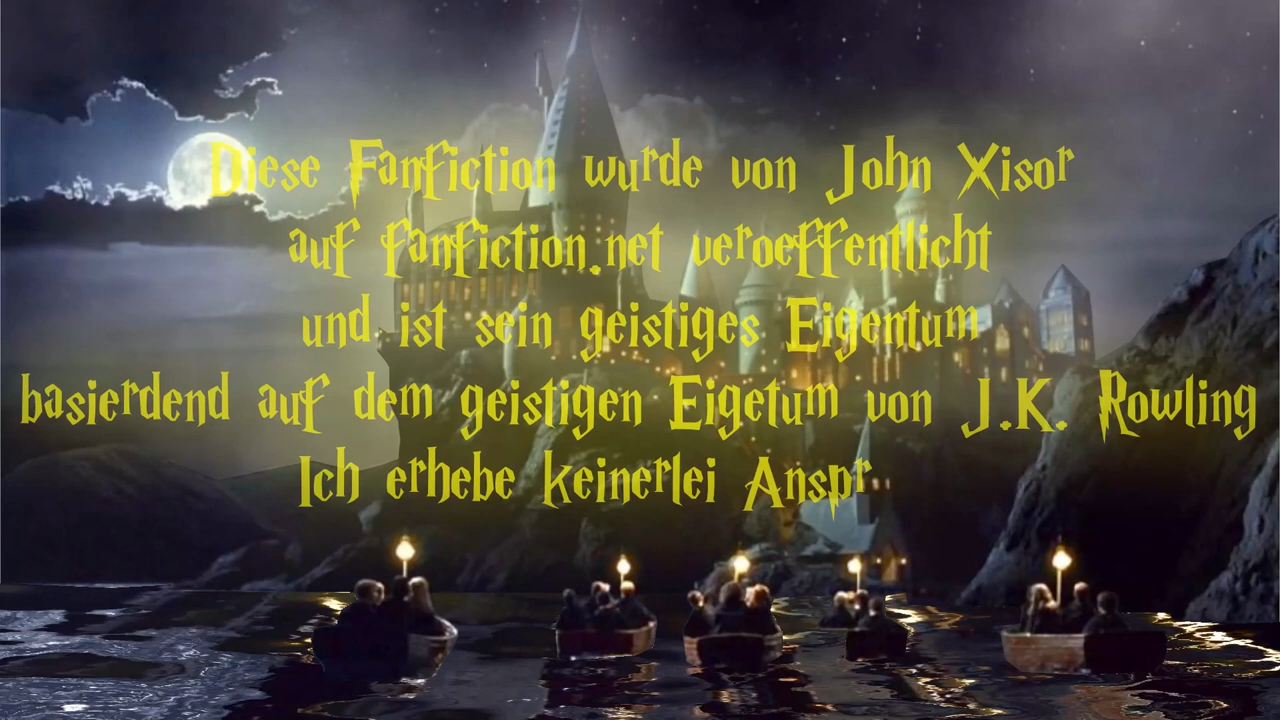 Diese Fanfiction wurde von John Xisor
auf fanfiction.net veroeffentlicht
und ist sein geistiges Eigentum
basierdend auf dem geistigen Eigetum von J.K. Rowling
Ich erhebe keinerlei Anspr